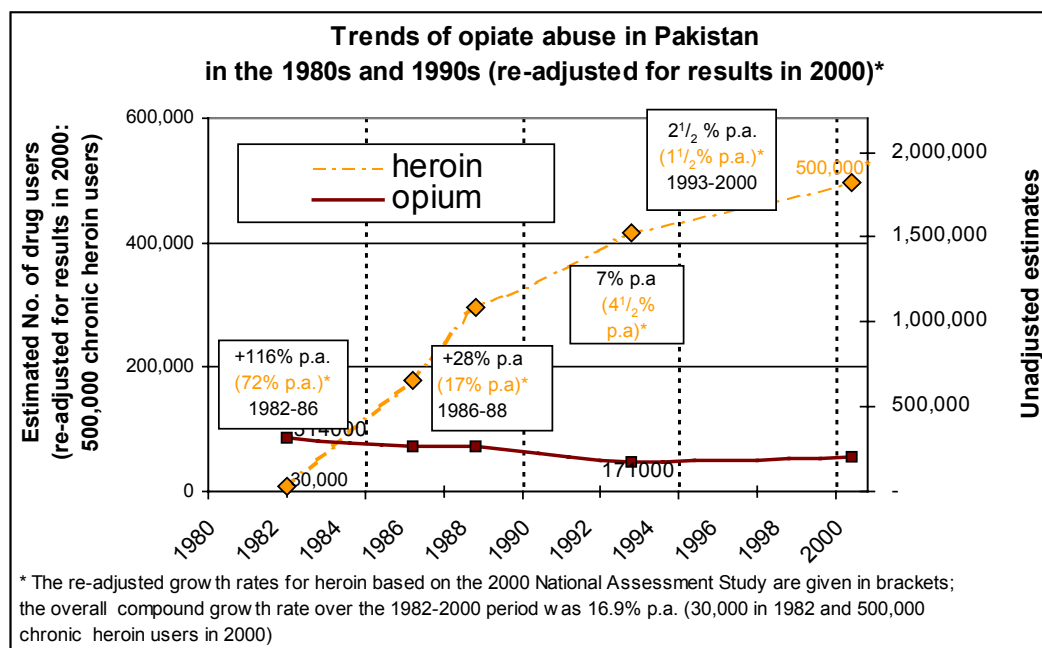 Trends of opiate abuse in Pakistan
in the 1980s and 1990s (re-adjusted for results in 2000)*
Estimated No. of drug users
(re-adjusted for results in 2000:
500,000 chronic heroin users)
600,000
400,000
200,000
0
heroin
opium
2 1/2 % p.a.
(1 1/2% p.a.)*
1993-2000
500,000*
7% p.a
(4 1/2%
p.a)*
+116% p.a.
(72% p.a.)*
1982-86
+28% p.a
(17% p.a)*
1986-88
314000
30,000
171000
2,000,000
1,500,000
1,000,000
500,000
-
Unadjusted estimates
1980
1982
1984
1986
1988
1990
1992
1994
1996
1998
2000
* The re-adjusted growth rates for heroin based on the 2000 National Assessment Study are given in brackets;
the overall compound growth rate over the 1982-2000 period was 16.9% p.a. (30,000 in 1982 and 500,000
chronic heroin users in 2000)